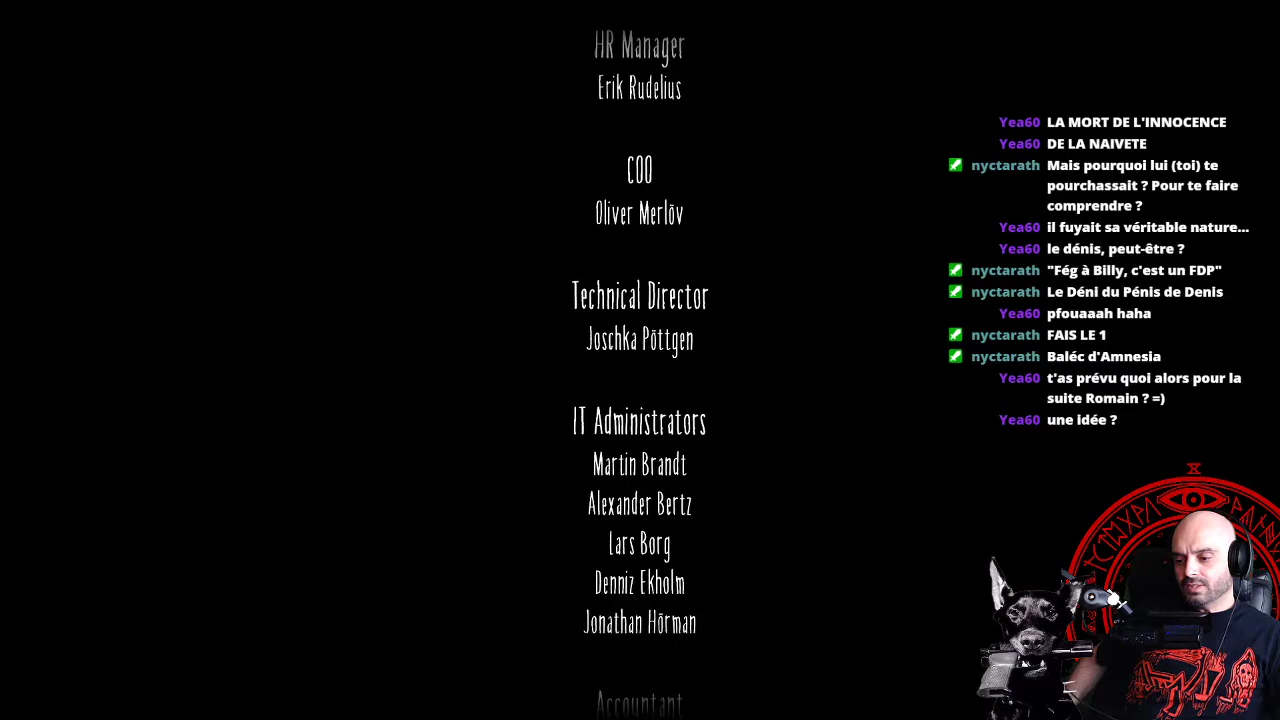 HR Manager
Erik Rudelius
COO
Oliver Merlöv
Technical Director
Joschka Pöttgen
IT Administrators
Martin Brandt
Alexander Bertz
Lars Borg
Denniz Ekholm
Jonathan Hörman
Accountant
Yea60 LA MORT DE L'INNOCENCE
Yea60 DE LA NAIVETE
nyctarath Mais pourquoi lui (toi) te
pourchassait ? Pour te faire
comprendre ?
Yea60 il fuyait sa véritable nature...
Yea60 le dénis, peut-être ?
nyctarath "Fég à Billy, c'est un FDP"
nyctarath Le Déni du Pénis de Denis
Yea60 pfouaaah haha
nyctarath FAIS LE 1
nyctarath Baléc d'Amnesia
Yea60 t'as prévu quoi alors pour la
suite Romain ? =)
Yea60 une idée ?